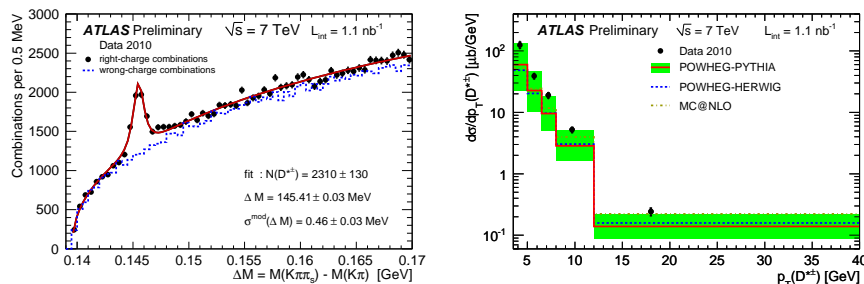 ATLAS Preliminary √s = 7 TeV L_int = 1.1 nb⁻¹
Data 2010
right-charge combinations
wrong-charge combinations
Combinations per 0.5 MeV
3000
2500
2000
1500
1000
500
0
fit : N(D*±) = 2310 ± 130
Δ M = 145.41 ± 0.03 MeV
σ^mod(Δ M) = 0.46 ± 0.03 MeV
0.14 0.145 0.15 0.155 0.16 0.165 0.17
ΔM = M(Kππ_s) - M(Kπ) [GeV]
ATLAS Preliminary √s = 7 TeV L_int = 1.1 nb⁻¹
Data 2010
POWHEG-PYTHIA
POWHEG-HERWIG
MC@NLO
dσ/dp_T(D*±) [μb/GeV]
10²
10
1
10⁻¹
5 10 15 20 25 30 35 40
p_T(D*±) [GeV]